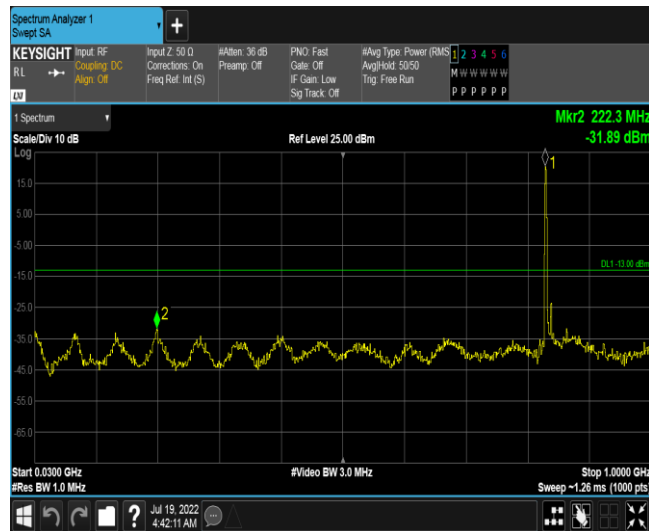 Spectrum Analyzer 1
Swept SA
+
KEYSIGHT
RL
LXI
Input: RF
Coupling: DC
Align: Off
Input Z: 50 Ω
Corrections: On
Freq Ref: Int (S)
#Atten: 36 dB
Preamp: Off
PNO: Fast
Gate: Off
IF Gain: Low
Sig Track: Off
#Avg Type: Power (RMS
Avg|Hold: 50/50
Trig: Free Run
1 2 3 4 5 6
M W W W W W
P P P P P P
1 Spectrum
Mkr2 222.3 MHz
Scale/Div 10 dB
Ref Level 25.00 dBm
-31.89 dBm
Log
1
15.0
5.00
-5.00
DL1 -13.00 dBm
-15.0
-25.0
2
-35.0
-45.0
-55.0
-65.0
Start 0.0300 GHz
#Video BW 3.0 MHz
Stop 1.0000 GHz
#Res BW 1.0 MHz
Sweep ~1.26 ms (1000 pts)
?
Jul 19, 2022
4:42:11 AM